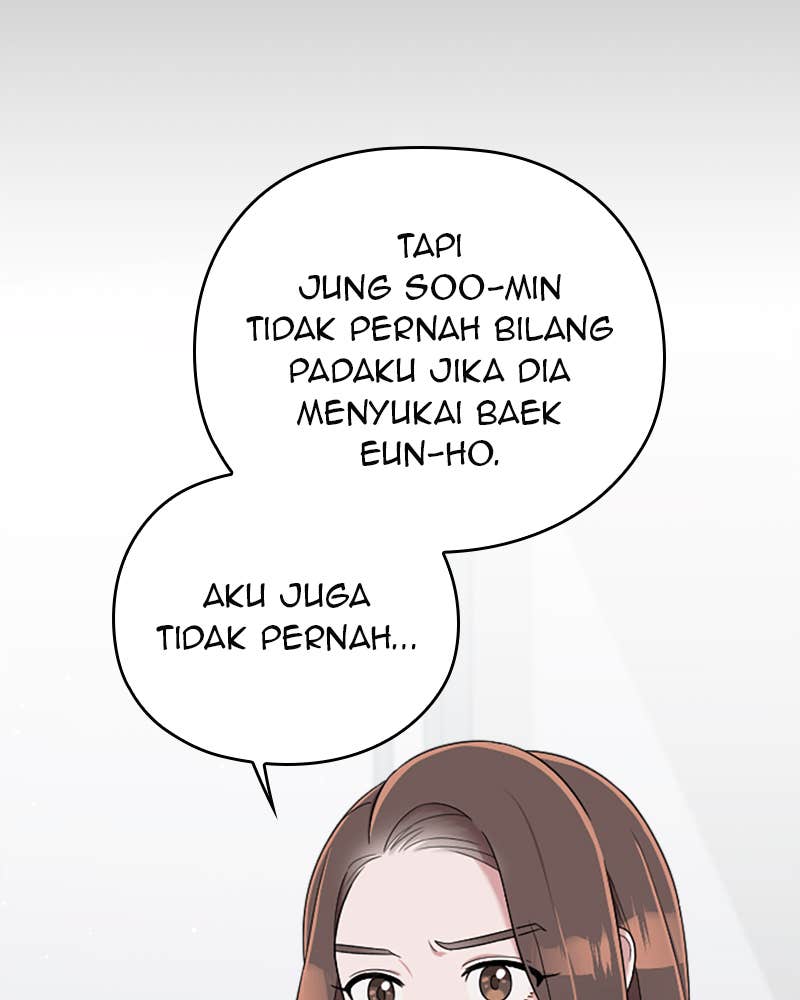 TAPI
JUNG SOO-MIN
TIDAK PERNAH BILANG
PADAKU JIKA DIA
MENYUKAI BAEK
EUN-HO.
AKU JUGA
TIDAK PERNAH...